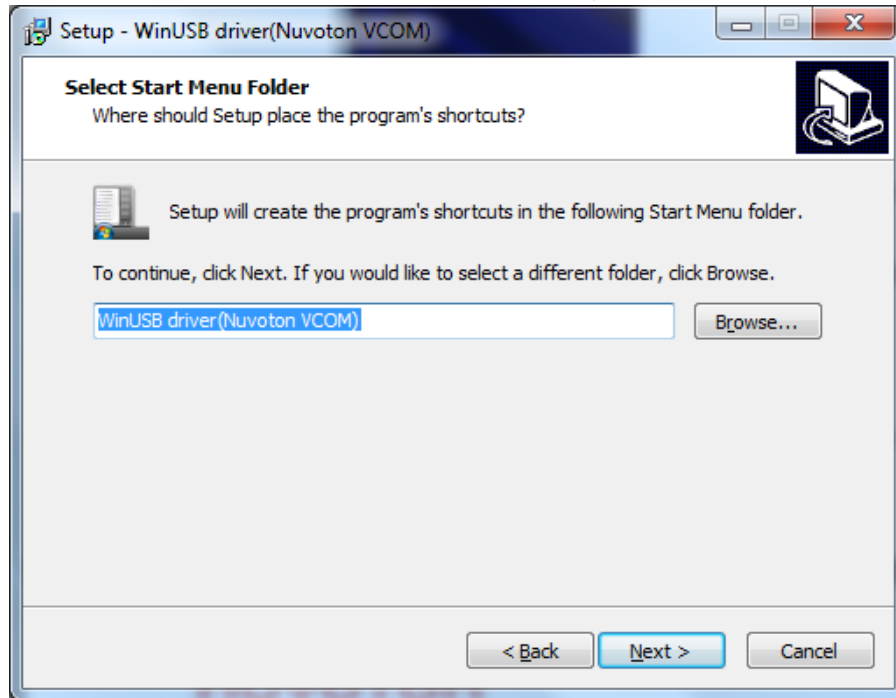 Setup - WinUSB driver(Nuvoton VCOM)
Select Start Menu Folder
Where should Setup place the program's shortcuts?
Setup will create the program's shortcuts in the following Start Menu folder.
To continue, click Next. If you would like to select a different folder, click Browse.
WinUSB driver(Nuvoton VCOM)
Browse...
< Back
Next >
Cancel